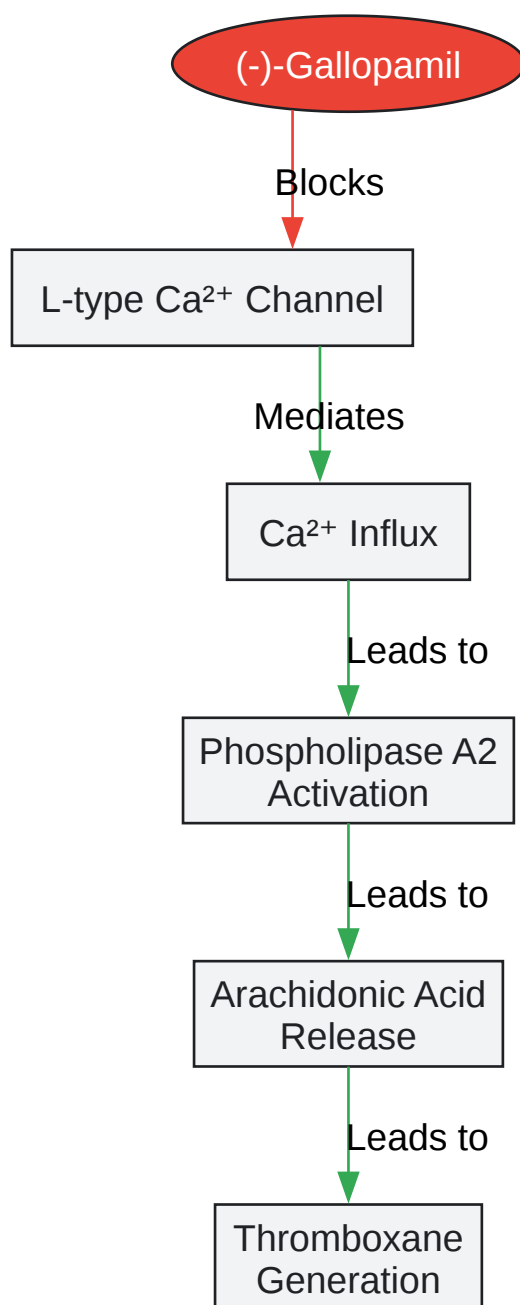 (-)-Gallopamil
Blocks
L-type Ca²⁺ Channel
Mediates
Ca²⁺ Influx
Leads to
Phospholipase A2
Activation
Leads to
Arachidonic Acid
Release
Leads to
Thromboxane
Generation